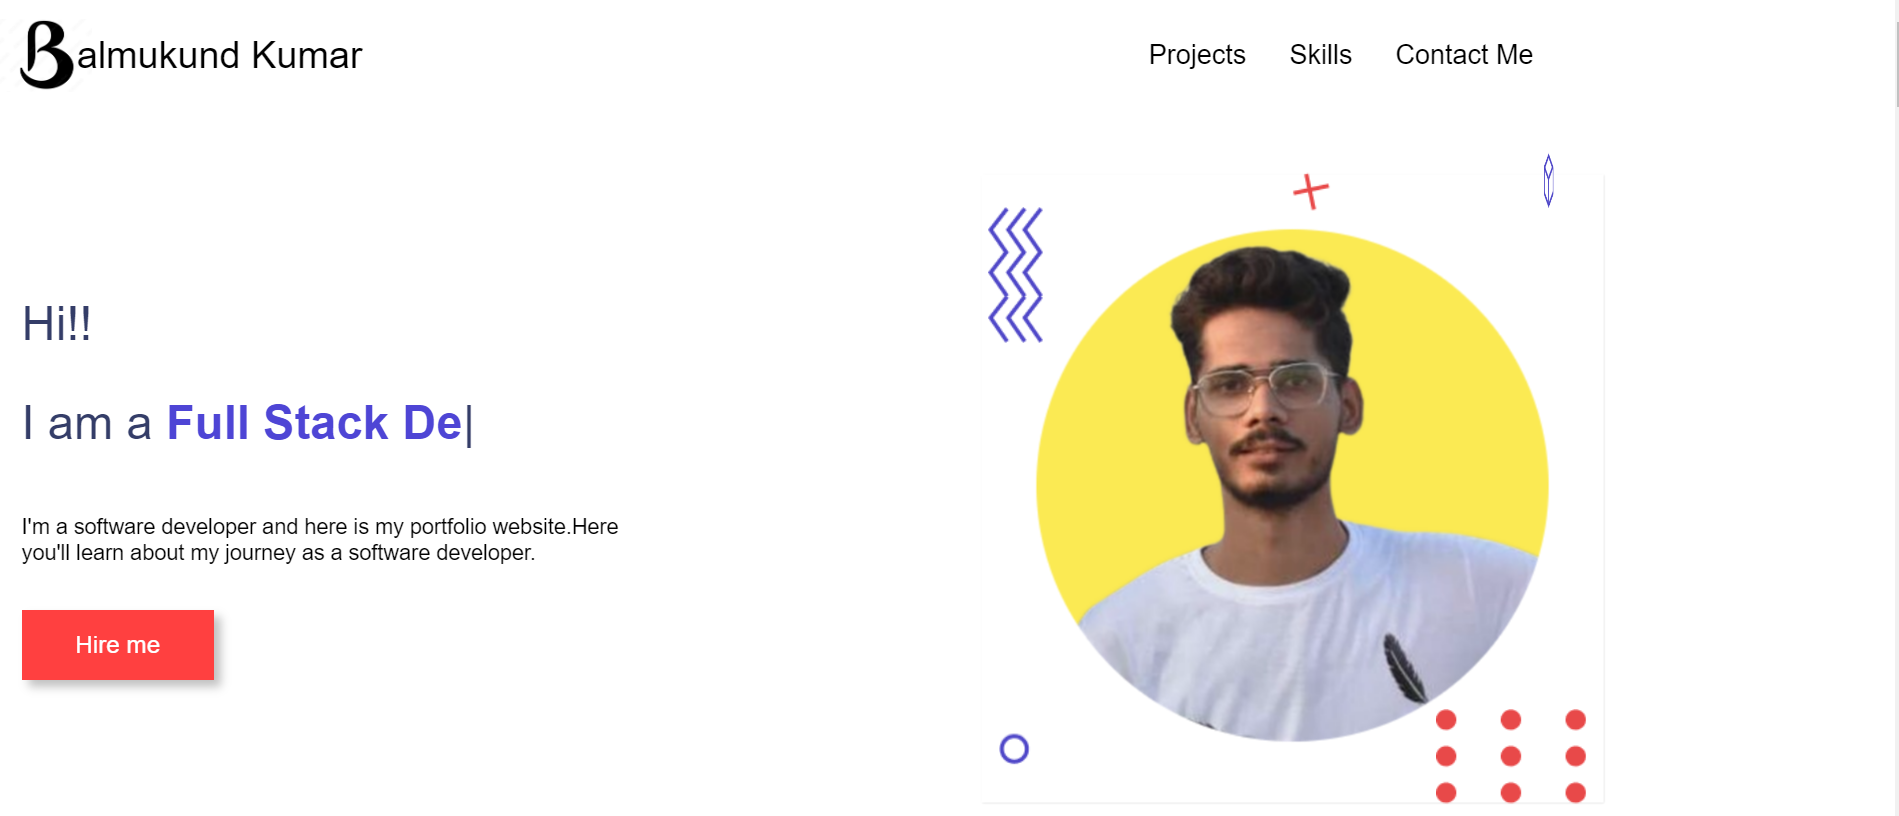 Balmukund Kumar
Projects Skills Contact Me
Hi!!
I am a Full Stack De|
I'm a software developer and here is my portfolio website.Here
you'll learn about my journey as a software developer.
Hire me